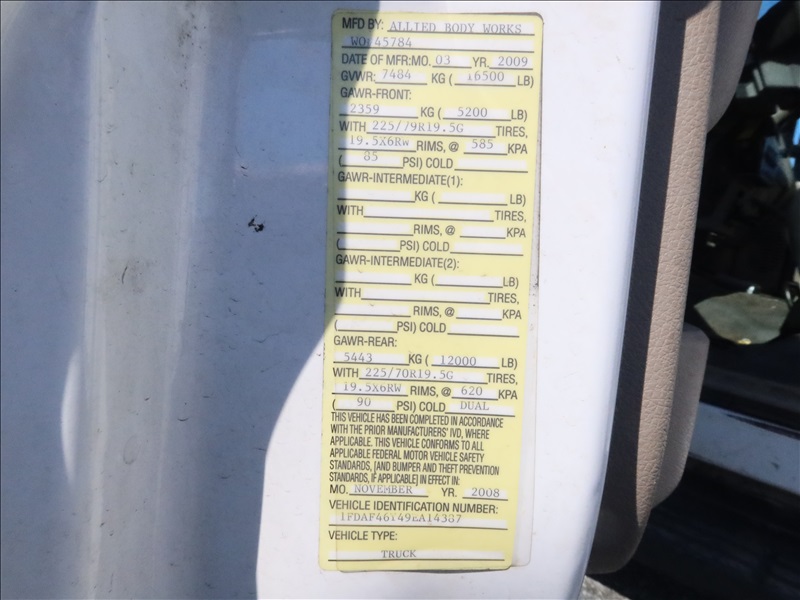 MFD BY: ALLIED BODY WORKS
WO#45784
DATE OF MFR:MO. 03 YR. 2009
GVWR: 7484 KG ( 16500 LB)
GAWR-FRONT:
2359 KG ( 5200 LB)
WITH 225/79R19.5G TIRES,
19.5X6RW RIMS, @ 585 KPA
( 85 PSI) COLD
GAWR-INTERMEDIATE(1):
KG ( LB)
WITH TIRES,
RIMS, @ KPA
( PSI) COLD
GAWR-INTERMEDIATE(2):
KG ( LB)
WITH TIRES,
RIMS, @ KPA
( PSI) COLD
GAWR-REAR:
5443 KG ( 12000 LB)
WITH 225/70R19.5G TIRES,
19.5X6RW RIMS, @ 620 KPA
( 90 PSI) COLD DUAL
THIS VEHICLE HAS BEEN COMPLETED IN ACCORDANCE
WITH THE PRIOR MANUFACTURERS' IVD, WHERE
APPLICABLE. THIS VEHICLE CONFORMS TO ALL
APPLICABLE FEDERAL MOTOR VEHICLE SAFETY
STANDARDS, [AND BUMPER AND THEFT PREVENTION
STANDARDS, IF APPLICABLE] IN EFFECT IN:
MO. NOVEMBER YR. 2008
VEHICLE IDENTIFICATION NUMBER:
1FDAF46Y49EA14387
VEHICLE TYPE:
TRUCK